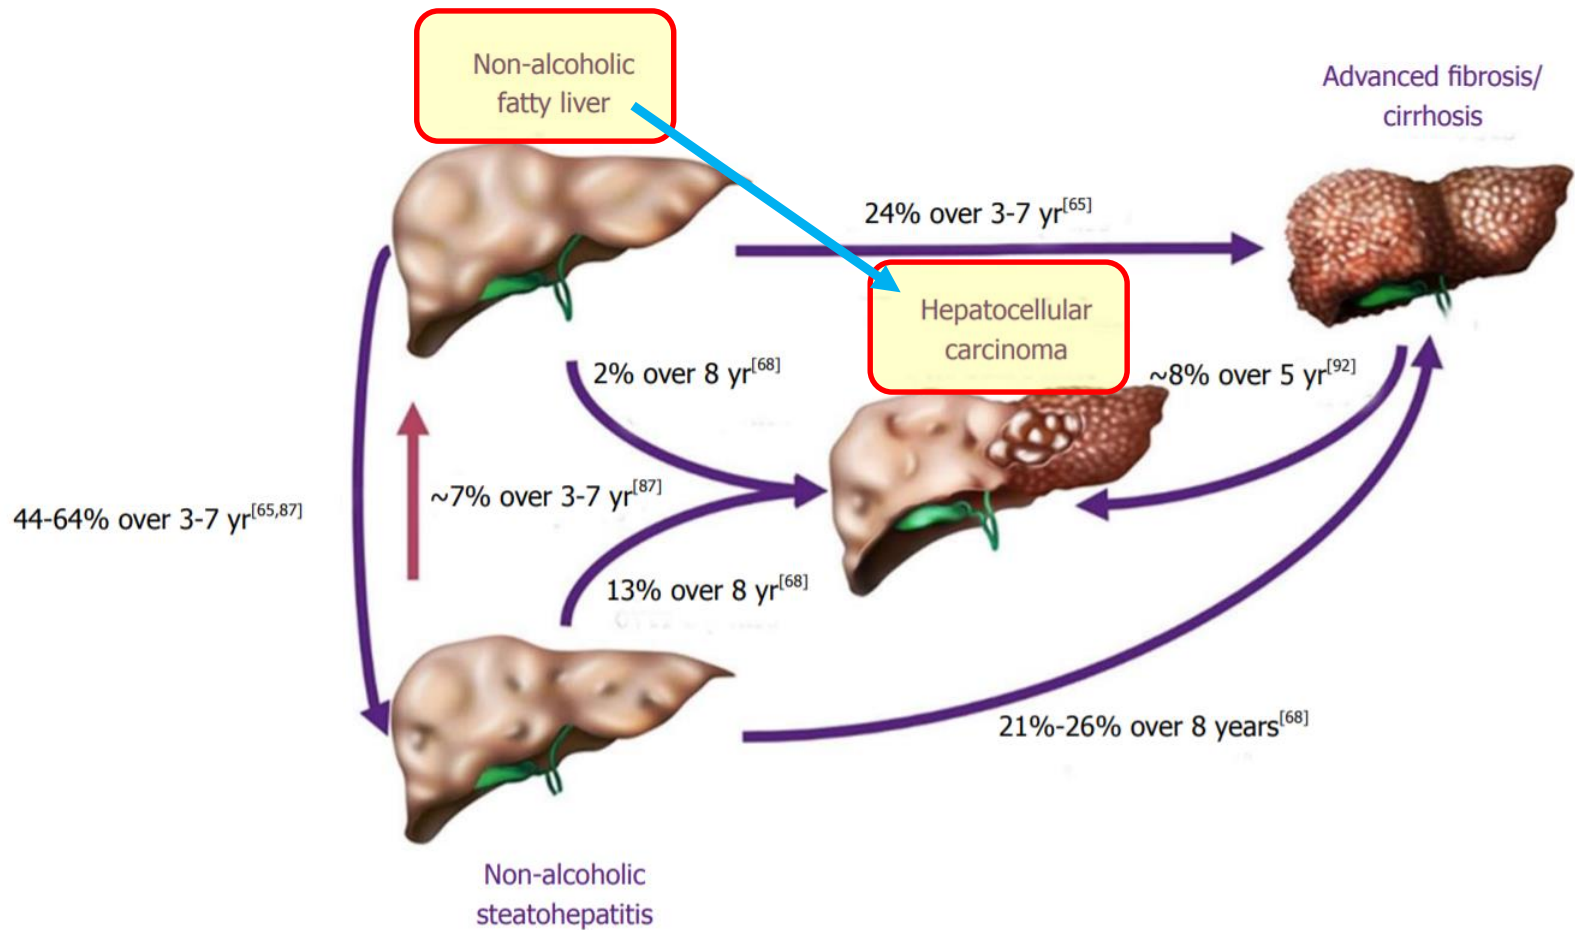 Non-alcoholic
fatty liver
Advanced fibrosis/
cirrhosis
24% over 3-7 yr[65]
Hepatocellular
carcinoma
2% over 8 yr[68]
~8% over 5 yr[92]
~7% over 3-7 yr[87]
44-64% over 3-7 yr[65,87]
13% over 8 yr[68]
21%-26% over 8 years[68]
Non-alcoholic
steatohepatitis